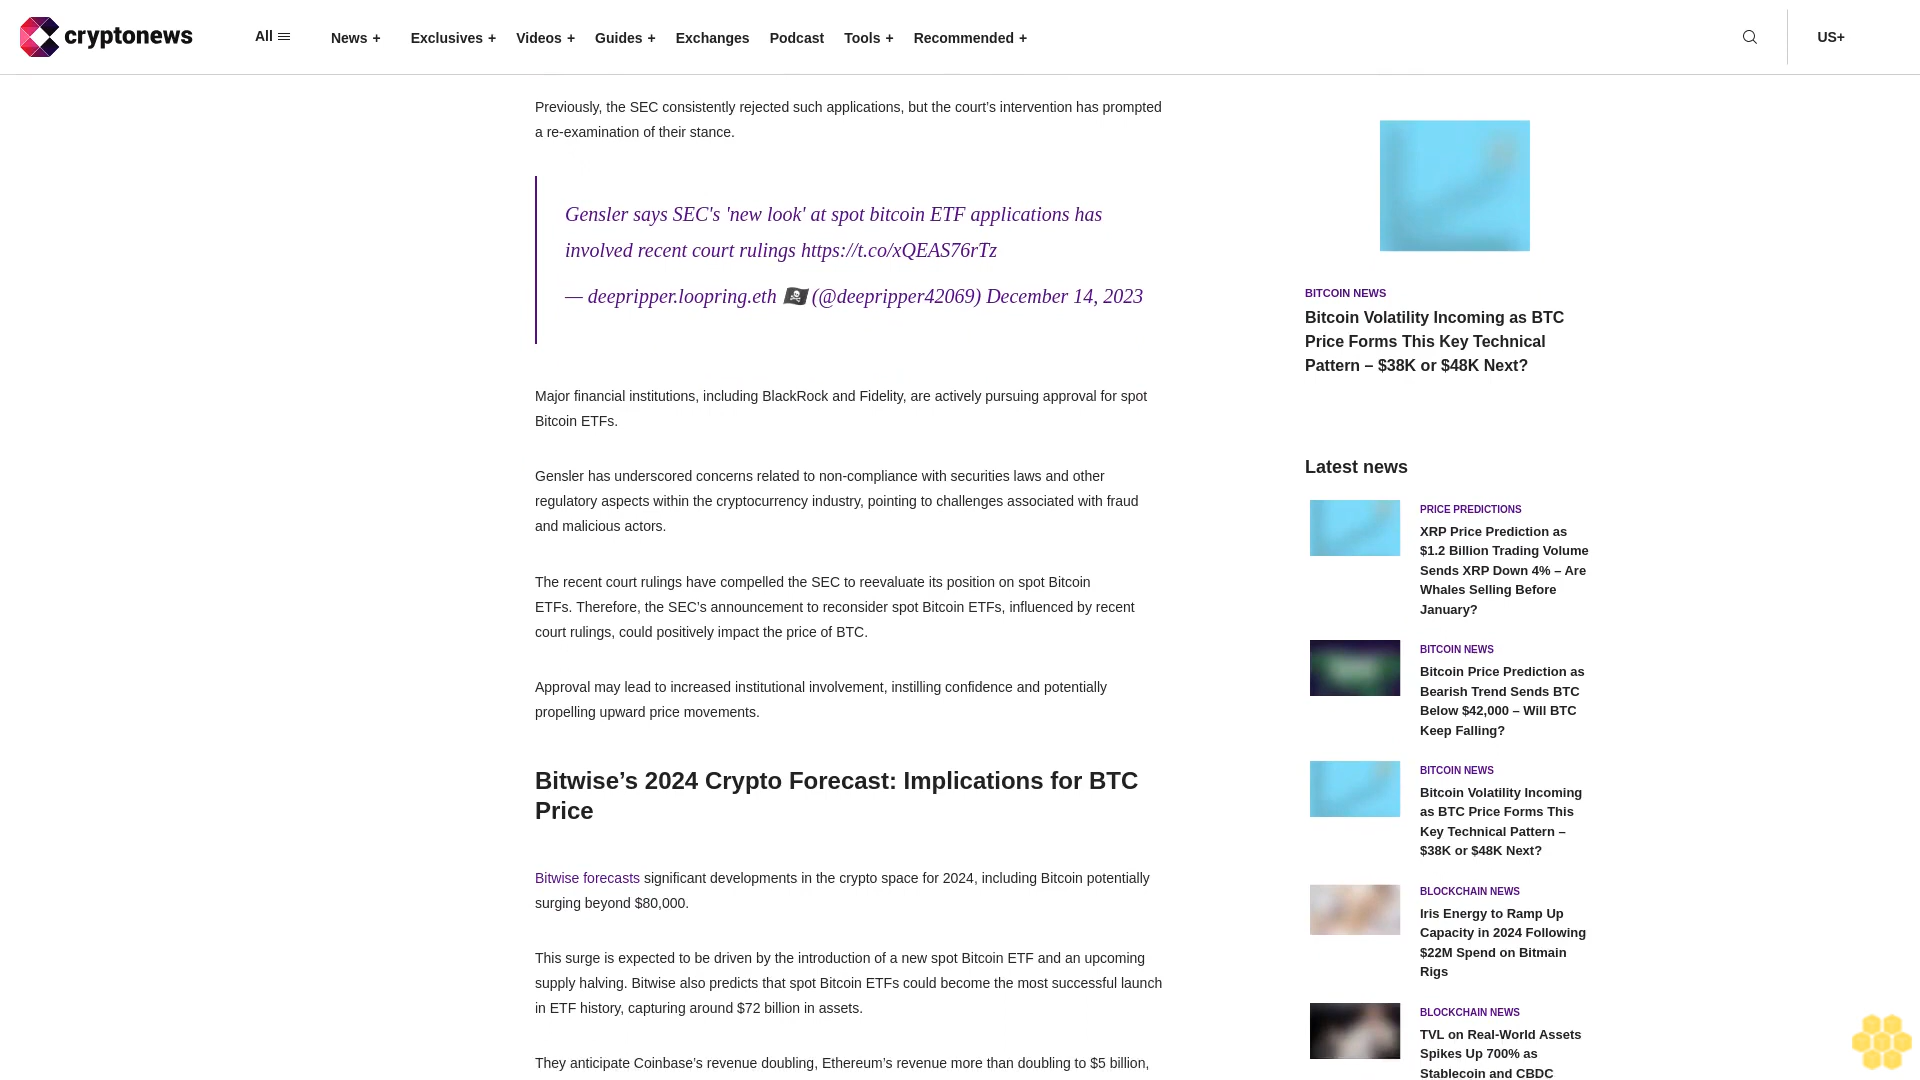 cryptonews
All
News +
Exclusives +
Videos +
Guides +
Exchanges
Podcast
Tools +
Recommended +
US+
Previously, the SEC consistently rejected such applications, but the court’s intervention has prompted
a re-examination of their stance.
Gensler says SEC's 'new look' at spot bitcoin ETF applications has
involved recent court rulings https://t.co/xQEAS76rTz
— deepripper.loopring.eth 🏴‍☠️ (@deepripper42069) December 14, 2023
Major financial institutions, including BlackRock and Fidelity, are actively pursuing approval for spot
Bitcoin ETFs.
Gensler has underscored concerns related to non-compliance with securities laws and other
regulatory aspects within the cryptocurrency industry, pointing to challenges associated with fraud
and malicious actors.
The recent court rulings have compelled the SEC to reevaluate its position on spot Bitcoin
ETFs. Therefore, the SEC’s announcement to reconsider spot Bitcoin ETFs, influenced by recent
court rulings, could positively impact the price of BTC.
Approval may lead to increased institutional involvement, instilling confidence and potentially
propelling upward price movements.
Bitwise’s 2024 Crypto Forecast: Implications for BTC
Price
Bitwise forecasts significant developments in the crypto space for 2024, including Bitcoin potentially
surging beyond $80,000.
This surge is expected to be driven by the introduction of a new spot Bitcoin ETF and an upcoming
supply halving. Bitwise also predicts that spot Bitcoin ETFs could become the most successful launch
in ETF history, capturing around $72 billion in assets.
They anticipate Coinbase’s revenue doubling, Ethereum’s revenue more than doubling to $5 billion,
BITCOIN NEWS
Bitcoin Volatility Incoming as BTC
Price Forms This Key Technical
Pattern – $38K or $48K Next?
Latest news
PRICE PREDICTIONS
XRP Price Prediction as
$1.2 Billion Trading Volume
Sends XRP Down 4% – Are
Whales Selling Before
January?
BITCOIN NEWS
Bitcoin Price Prediction as
Bearish Trend Sends BTC
Below $42,000 – Will BTC
Keep Falling?
BITCOIN NEWS
Bitcoin Volatility Incoming
as BTC Price Forms This
Key Technical Pattern –
$38K or $48K Next?
BLOCKCHAIN NEWS
Iris Energy to Ramp Up
Capacity in 2024 Following
$22M Spend on Bitmain
Rigs
BLOCKCHAIN NEWS
TVL on Real-World Assets
Spikes Up 700% as
Stablecoin and CBDC